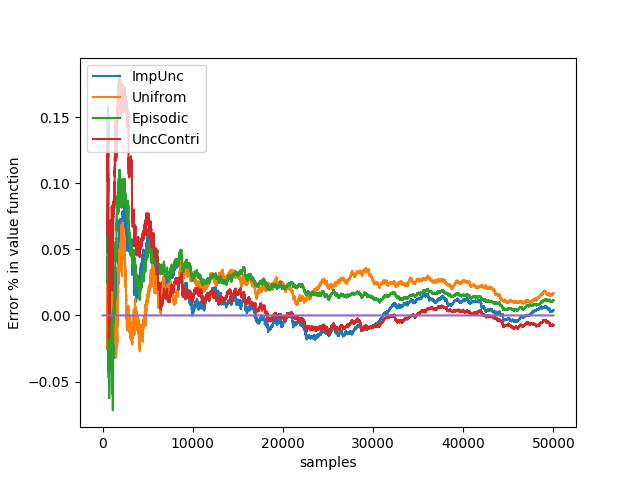 ImpUnc
Unifrom
Episodic
UncContri
0.15
0.10
0.05
0.00
−0.05
Error % in value function
0 10000 20000 30000 40000 50000
samples